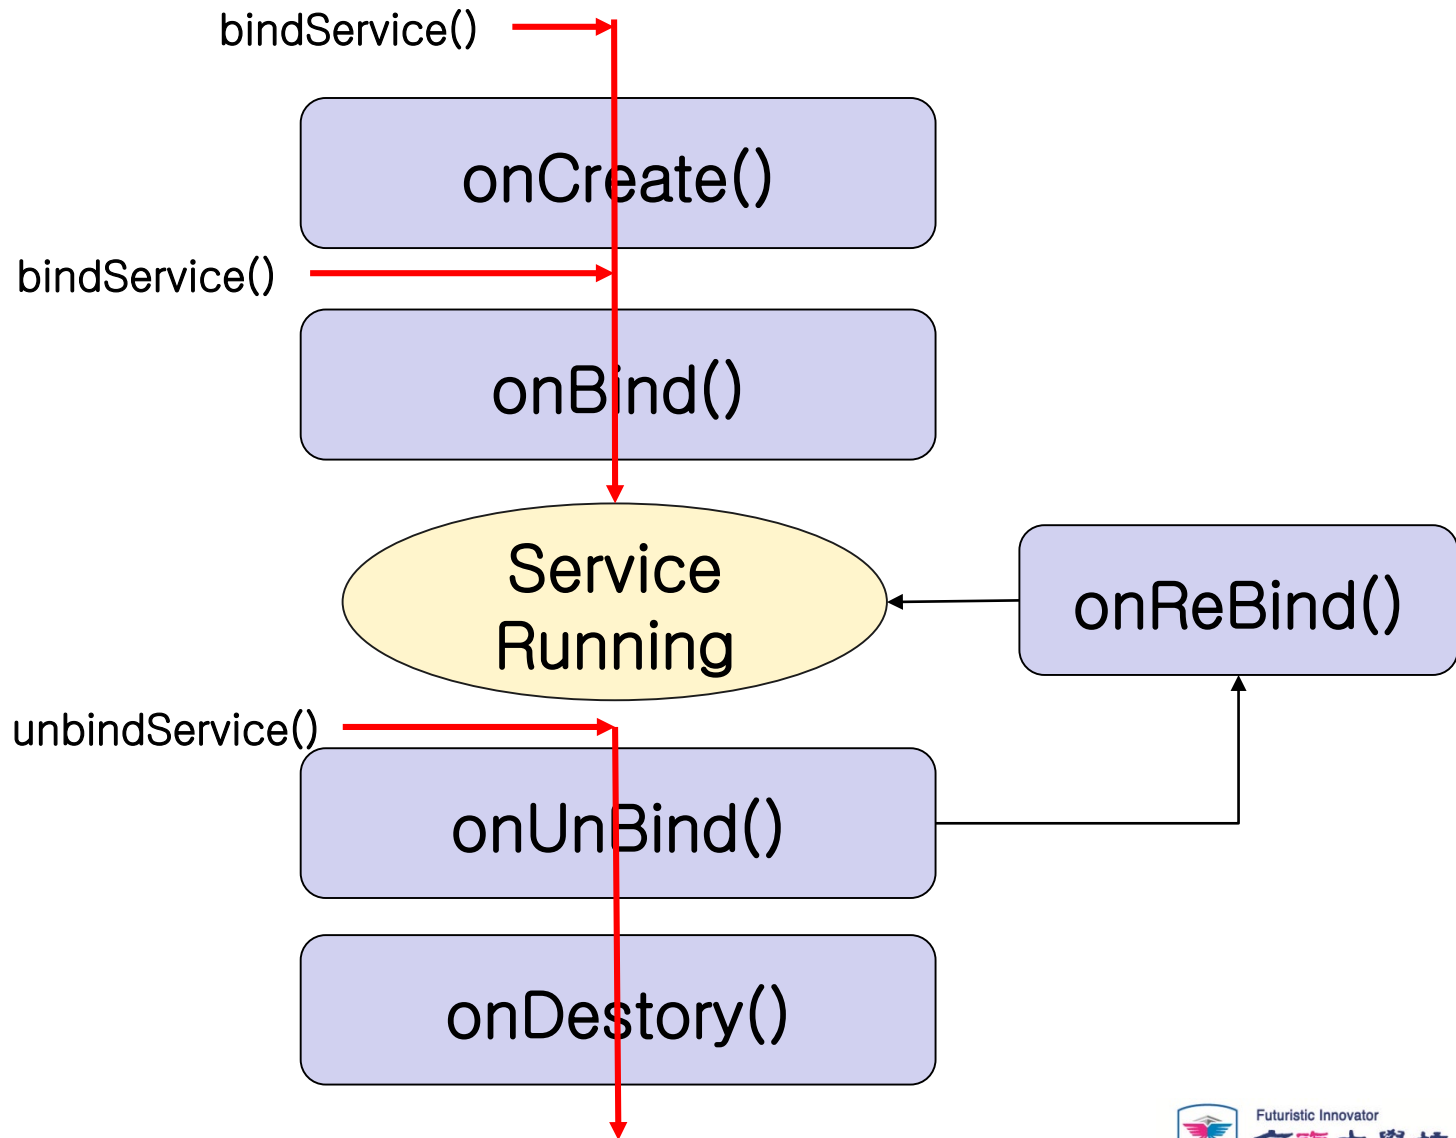 bindService()
onCreate()
bindService()
onBind()
Service
Running
onReBind()
unbindService()
onUnBind()
onDestory()
Futuristic Innovator